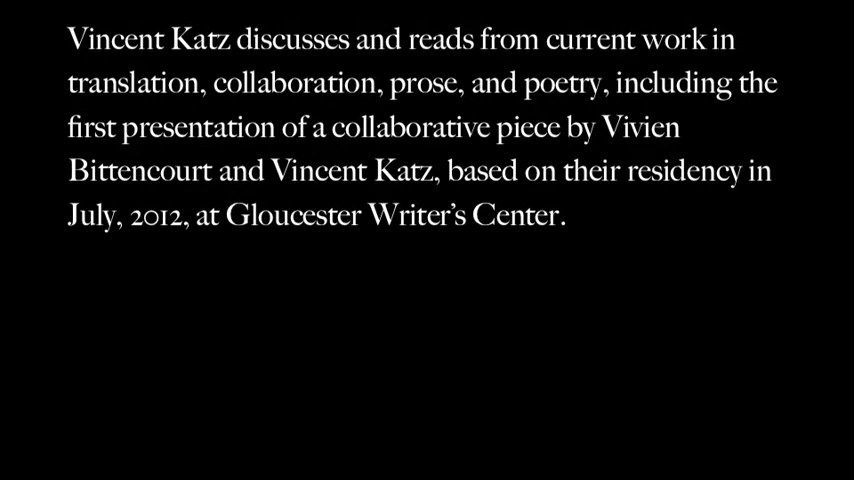 Vincent Katz discusses and reads from current work in
translation, collaboration, prose, and poetry, including the
first presentation of a collaborative piece by Vivien
Bittencourt and Vincent Katz, based on their residency in
July, 2012, at Gloucester Writer's Center.